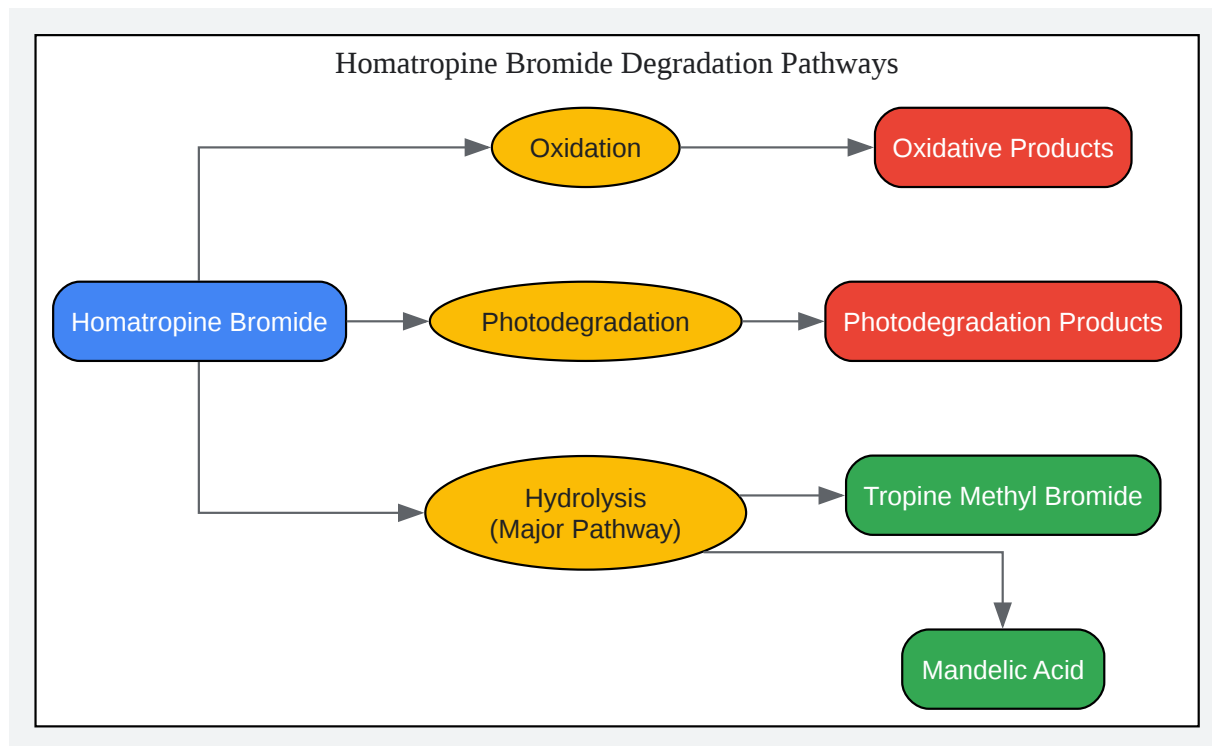 Homatropine Bromide Degradation Pathways
Oxidation
Oxidative Products
Homatropine Bromide
Photodegradation
Photodegradation Products
Hydrolysis
(Major Pathway)
Tropine Methyl Bromide
Mandelic Acid